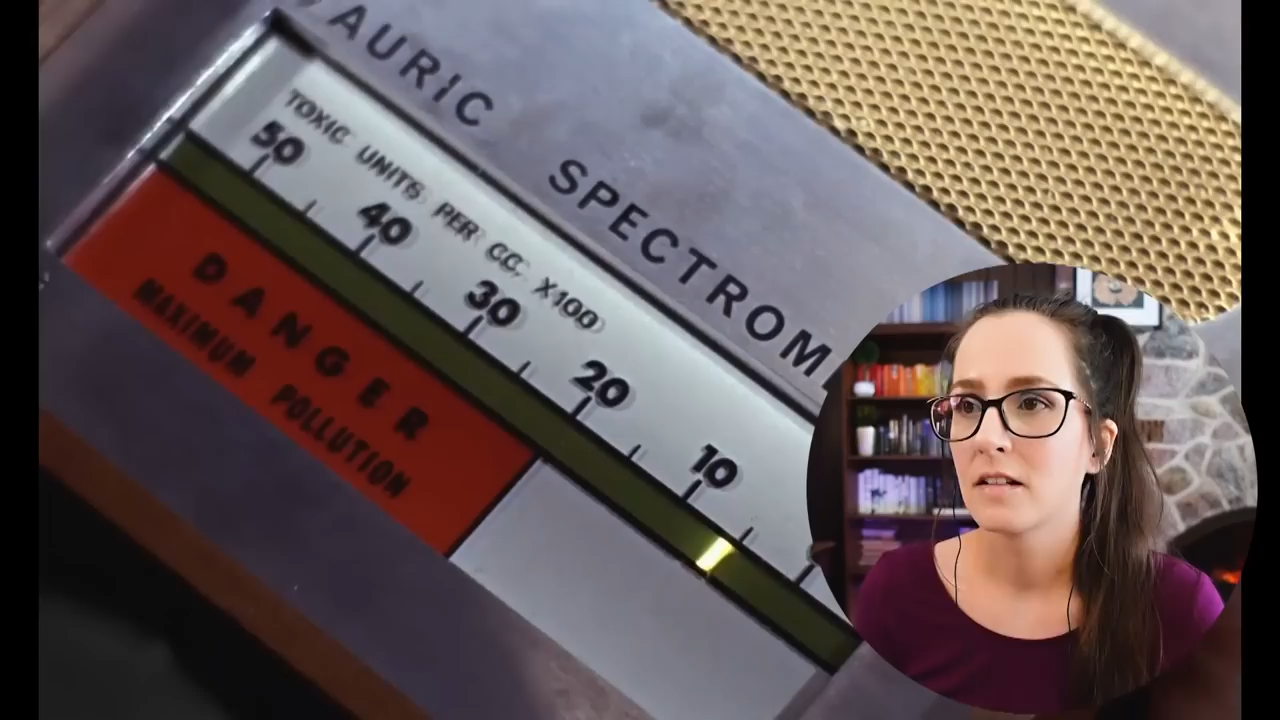 AURIC SPECTROM
TOXIC UNITS PER CC, X100
50 40 30 20 10
DANGER
MAXIMUM POLLUTION